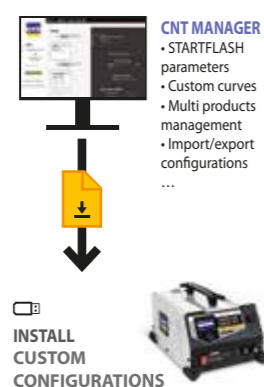 CNT MANAGER
• STARTFLASH
parameters
• Custom curves
• Multi products
management
• Import/export
configurations
…
INSTALL
CUSTOM
CONFIGURATIONS